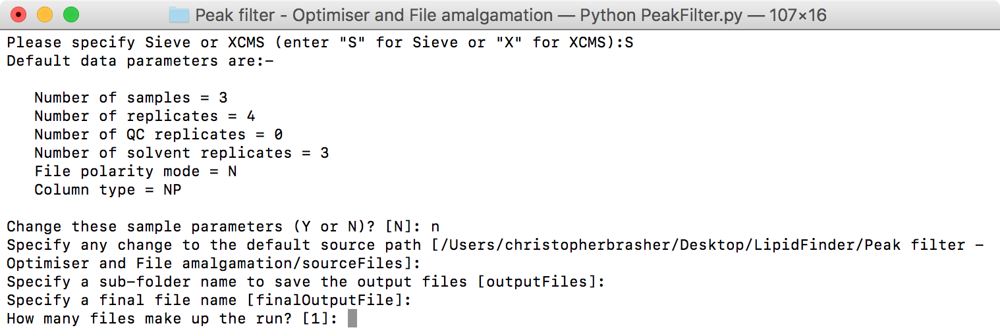 Peak filter - Optimiser and File amalgamation — Python PeakFilter.py — 107×16
Please specify Sieve or XCMS (enter "S" for Sieve or "X" for XCMS):S
Default data parameters are:-
Number of samples = 3
Number of replicates = 4
Number of QC replicates = 0
Number of solvent replicates = 3
File polarity mode = N
Column type = NP
Change these sample parameters (Y or N)? [N]: n
Specify any change to the default source path [/Users/christopherbrasher/Desktop/LipidFinder/Peak filter -
Optimiser and File amalgamation/sourceFiles]:
Specify a sub-folder name to save the output files [outputFiles]:
Specify a final file name [finalOutputFile]:
How many files make up the run? [1]: